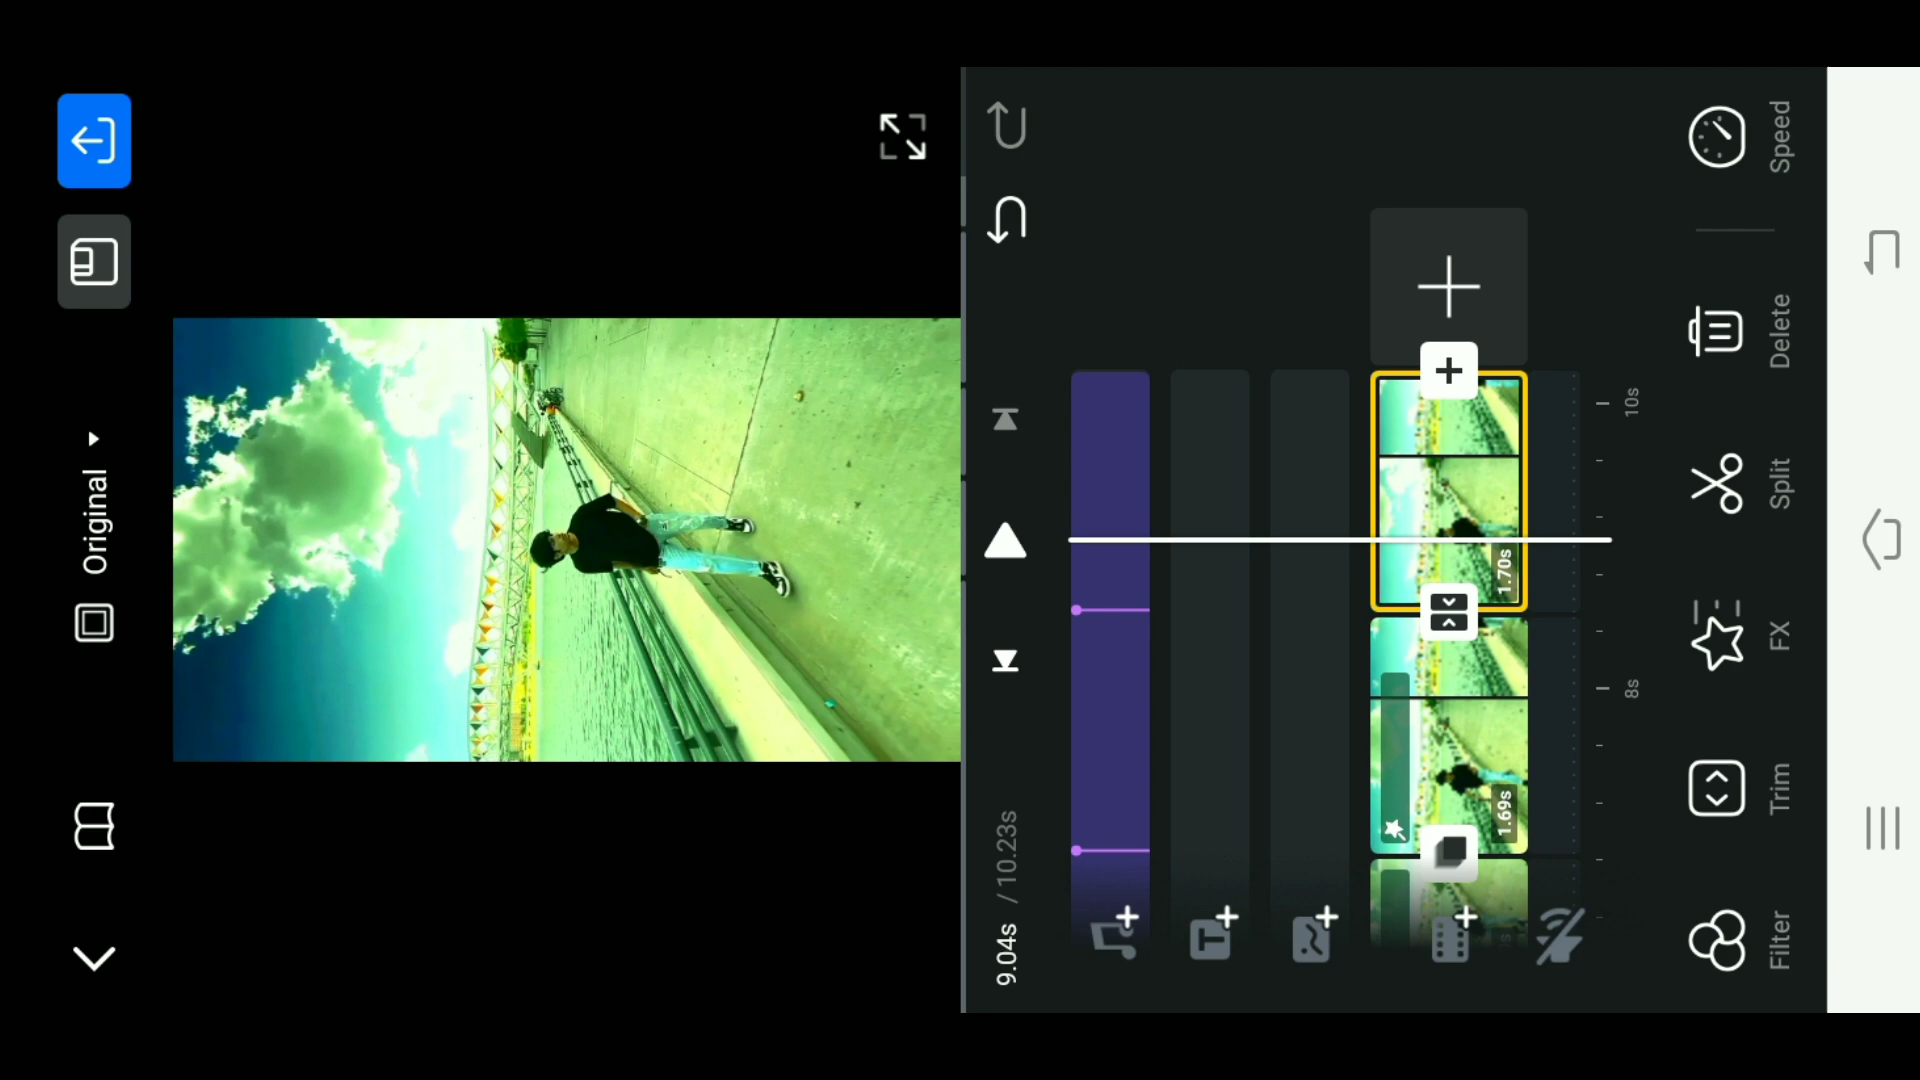 Original
9.04s / 10.23s
1.69s
1.70s
8s
10s
Filter
Trim
FX
Split
Delete
Speed